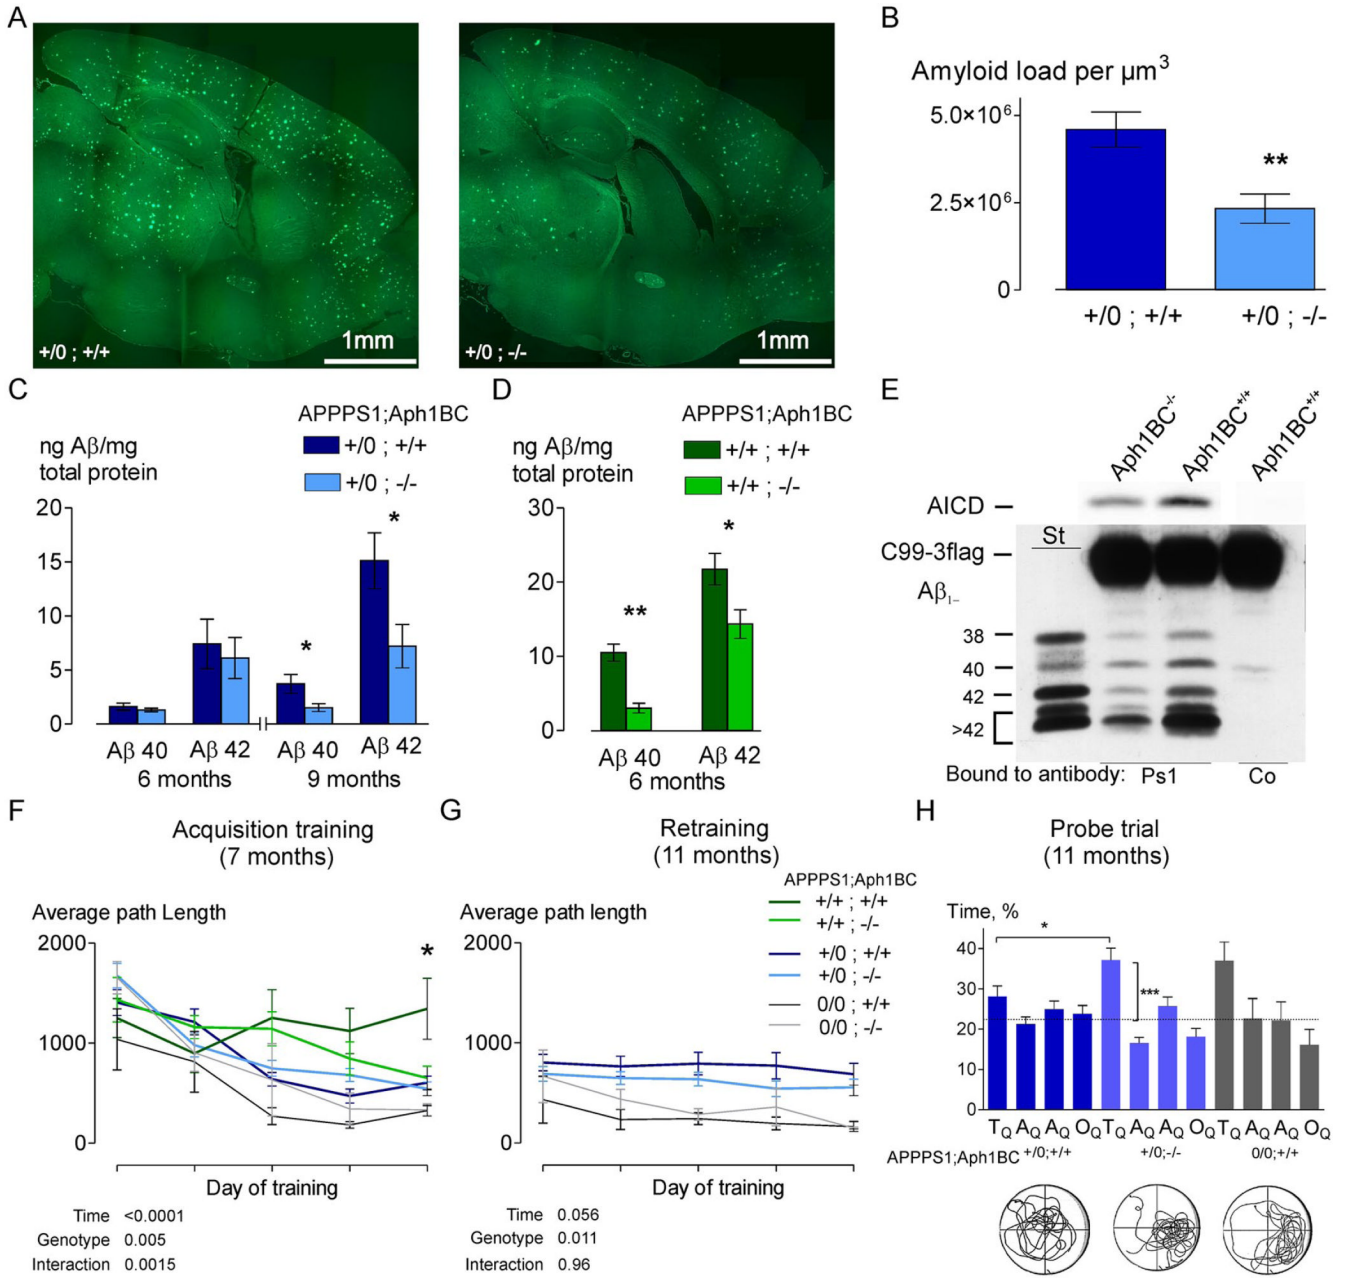 A
+/0 ; +/+
1mm
+/0 ; -/-
1mm
B
Amyloid load per µm³
5.0×10⁶
2.5×10⁶
0
**
+/0 ; +/+
+/0 ; -/-
C
APPPS1;Aph1BC
+/0 ; +/+
+/0 ; -/-
ng Aβ/mg
total protein
20
15
10
5
0
*
*
Aβ 40
Aβ 42
Aβ 40
Aβ 42
6 months
9 months
D
APPPS1;Aph1BC
+/+ ; +/+
+/+ ; -/-
ng Aβ/mg
total protein
30
20
10
0
**
*
Aβ 40
Aβ 42
6 months
E
Aph1BC-/-
Aph1BC+/+
Aph1BC+/+
AICD
St
C99-3flag
Aβ1–
38
40
42
>42
Bound to antibody: Ps1 Co
F
Acquisition training
(7 months)
Average path Length
2000
1000
0
*
Day of training
Time <0.0001
Genotype 0.005
Interaction 0.0015
G
Retraining
(11 months)
APPPS1;Aph1BC
+/+ ; +/+
+/+ ; -/-
+/0 ; +/+
+/0 ; -/-
0/0 ; +/+
0/0 ; -/-
Average path length
2000
1000
0
Day of training
Time 0.056
Genotype 0.011
Interaction 0.96
H
Probe trial
(11 months)
Time, %
40
30
20
10
0
*
***
TQ AQ AQ OQ TQ AQ AQ OQ TQ AQ AQ OQ
APPPS1;Aph1BC +/0;+/+ +/0;-/- 0/0;+/+